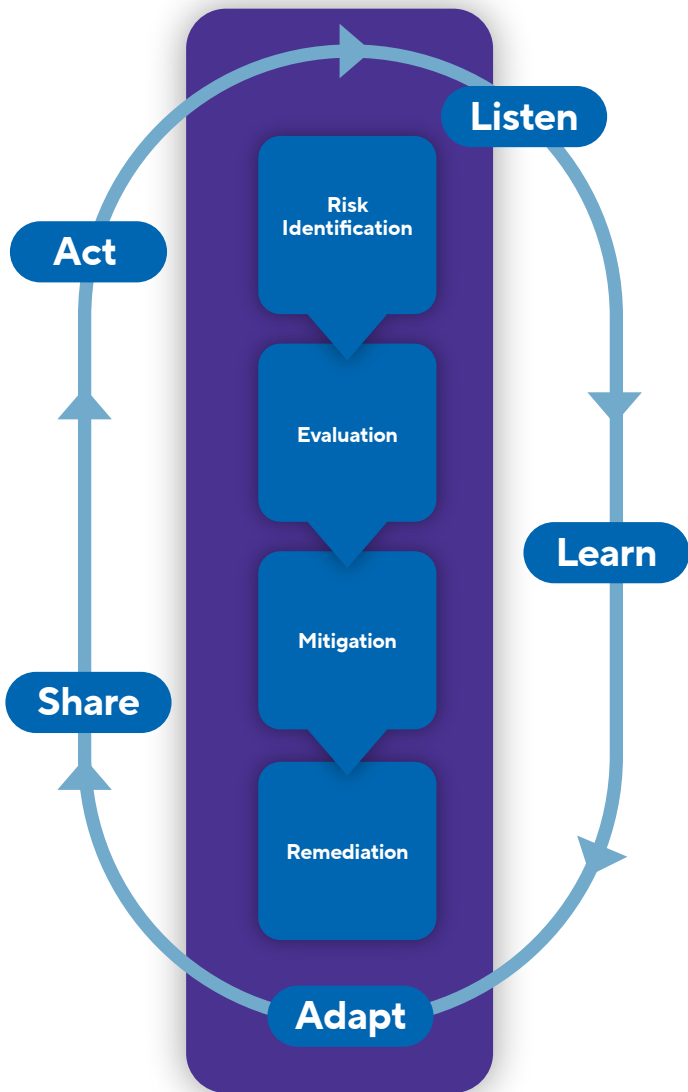 Listen
Risk
Identification
Act
Evaluation
Learn
Mitigation
Share
Remediation
Adapt